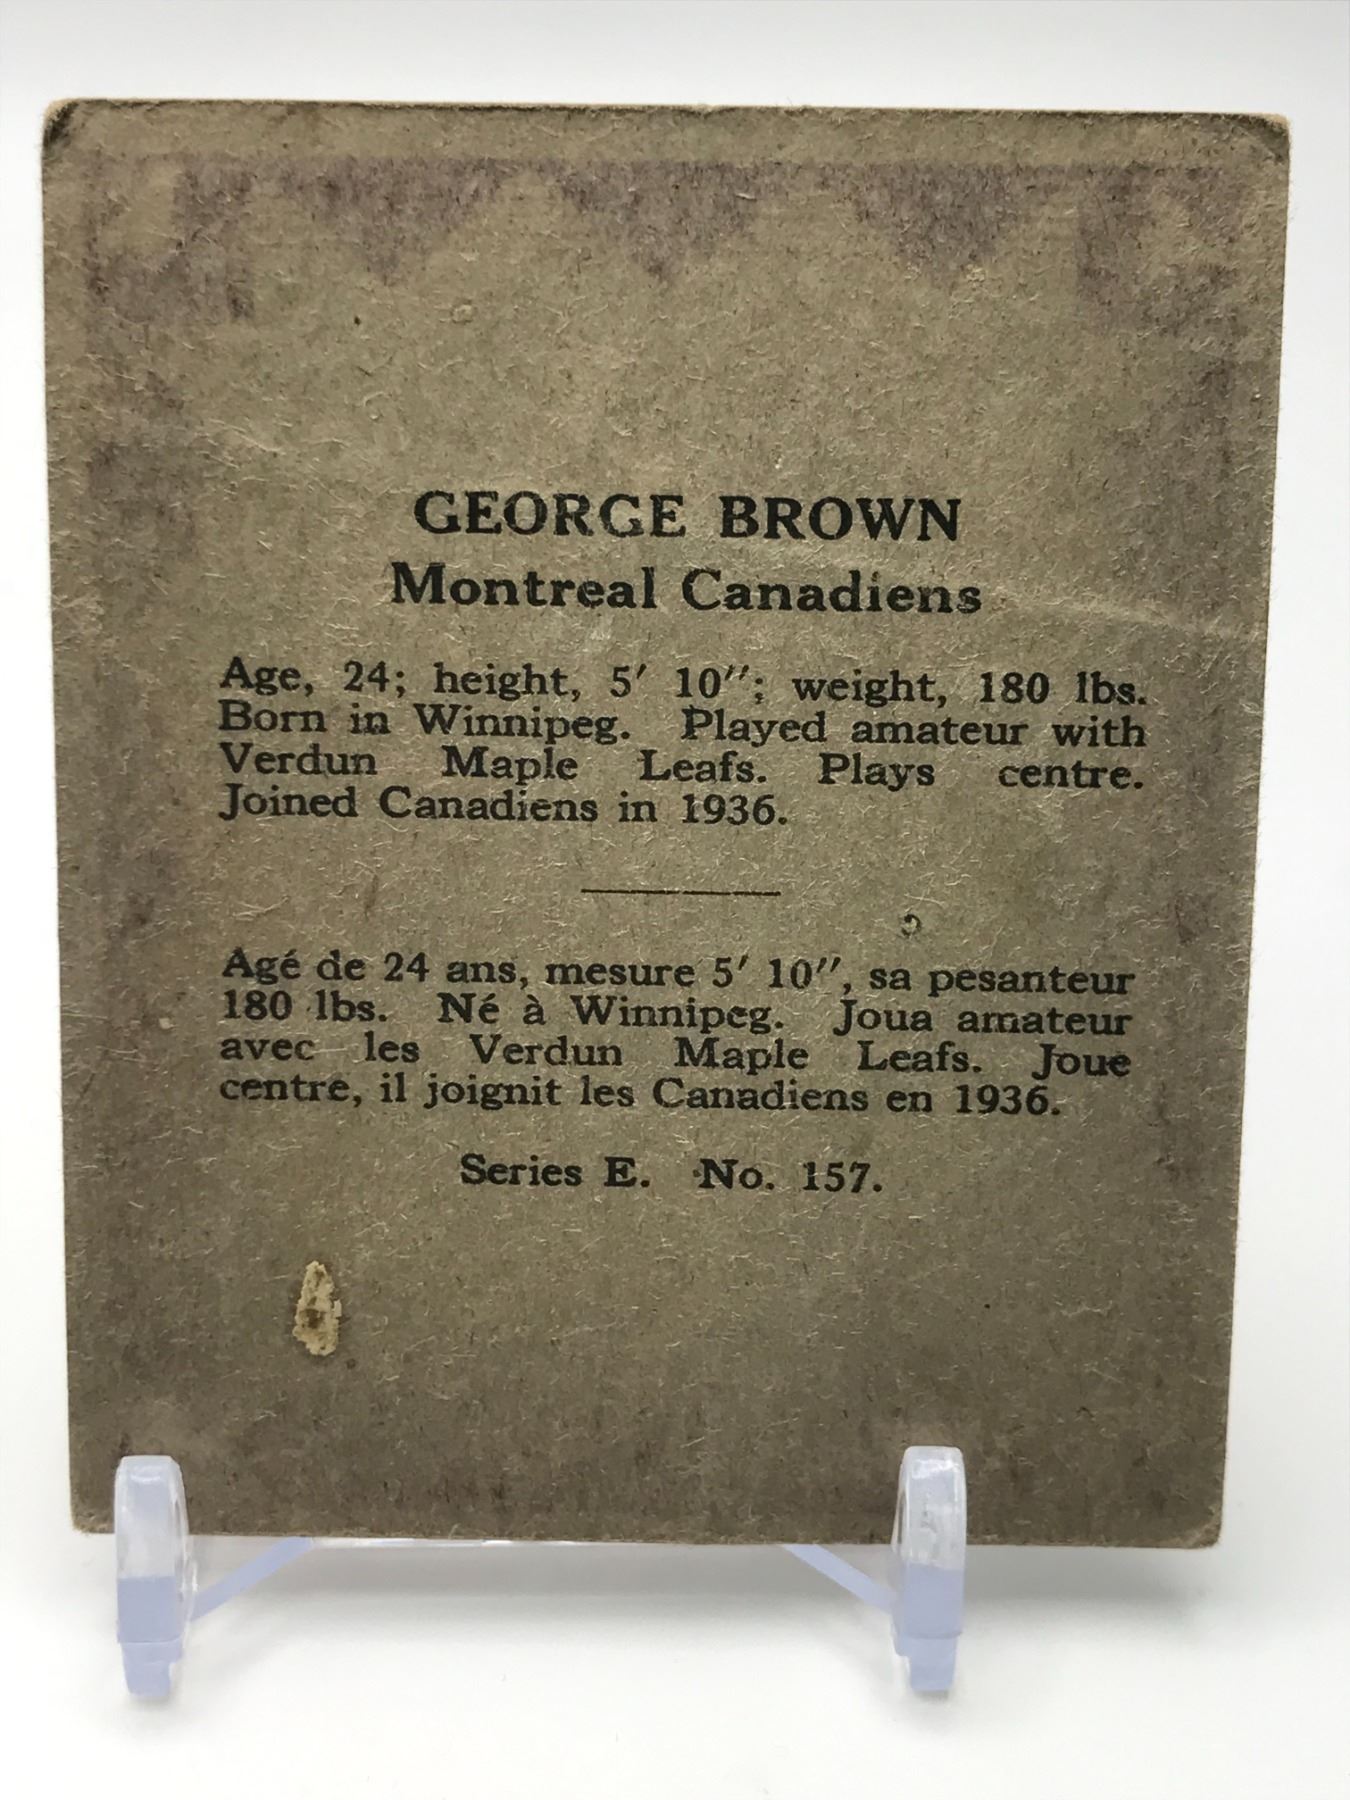 GEORGE BROWN
Montreal Canadiens
Age, 24; height, 5′ 10″; weight, 180 lbs.
Born in Winnipeg. Played amateur with
Verdun Maple Leafs. Plays centre.
Joined Canadiens in 1936.
Agé de 24 ans, mesure 5′ 10″, sa pesanteur
180 lbs. Né à Winnipeg. Joua amateur
avec les Verdun Maple Leafs. Joue
centre, il joignit les Canadiens en 1936.
Series E. No. 157.